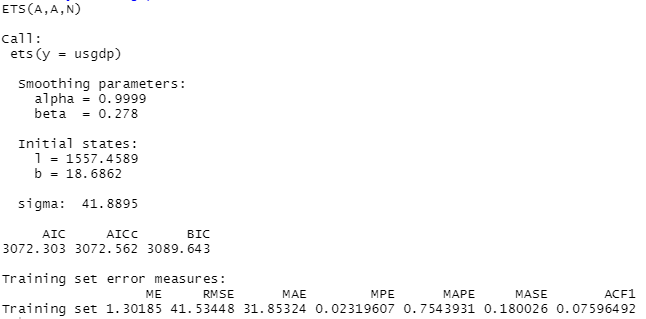 ETS(A,A,N)
Call:
ets(y = usgdp)
Smoothing parameters:
alpha = 0.9999
beta = 0.278
Initial states:
l = 1557.4589
b = 18.6862
sigma: 41.8895
AIC AICc BIC
3072.303 3072.562 3089.643
Training set error measures:
ME RMSE MAE MPE MAPE MASE ACF1
Training set 1.30185 41.53448 31.85324 0.02319607 0.7543931 0.180026 0.07596492